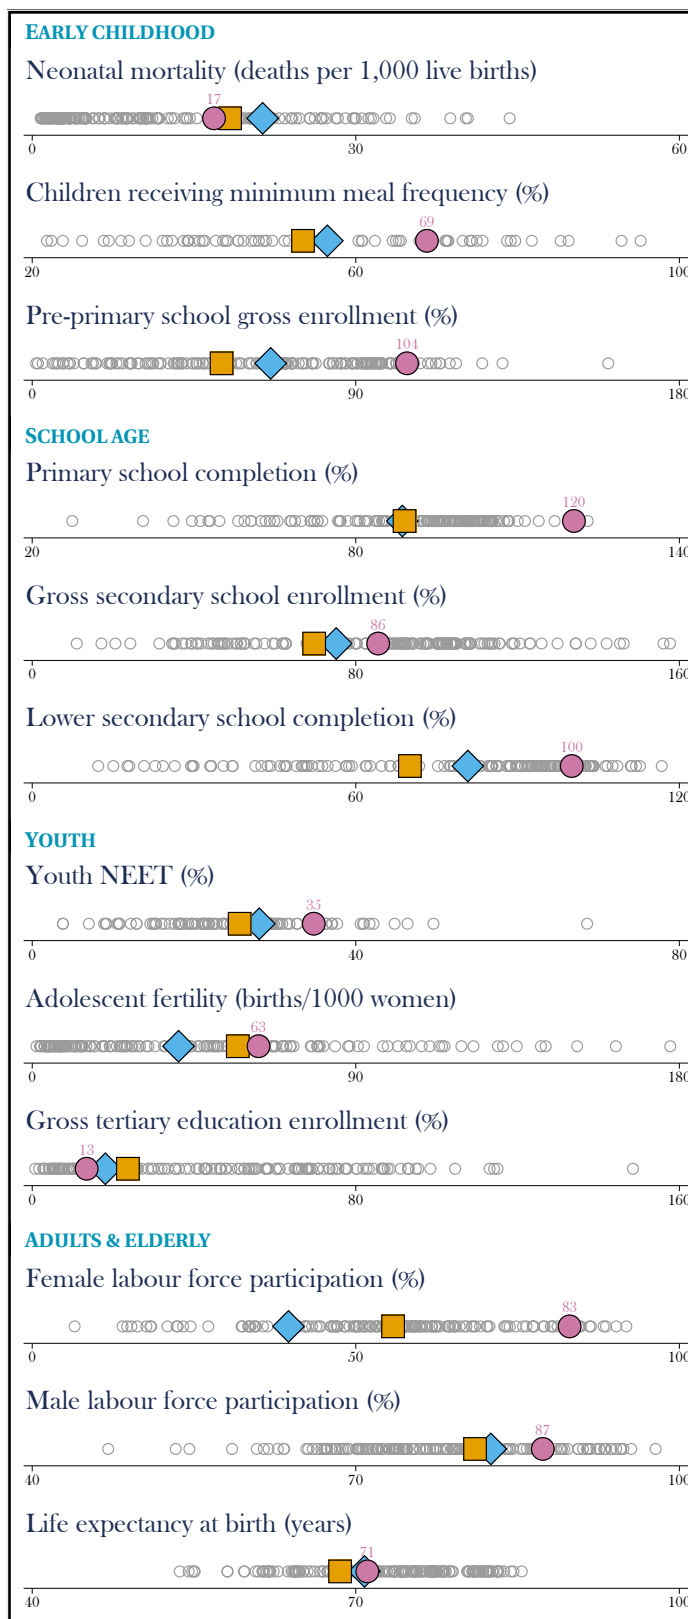 EARLY CHILDHOOD
Neonatal mortality (deaths per 1,000 live births)
17
0 30 60
Children receiving minimum meal frequency (%)
69
20 60 100
Pre-primary school gross enrollment (%)
104
0 90 180
SCHOOL AGE
Primary school completion (%)
120
20 80 140
Gross secondary school enrollment (%)
86
0 80 160
Lower secondary school completion (%)
100
0 60 120
YOUTH
Youth NEET (%)
35
0 40 80
Adolescent fertility (births/1000 women)
63
0 90 180
Gross tertiary education enrollment (%)
13
0 80 160
ADULTS & ELDERLY
Female labour force participation (%)
83
0 50 100
Male labour force participation (%)
87
40 70 100
Life expectancy at birth (years)
71
40 70 100